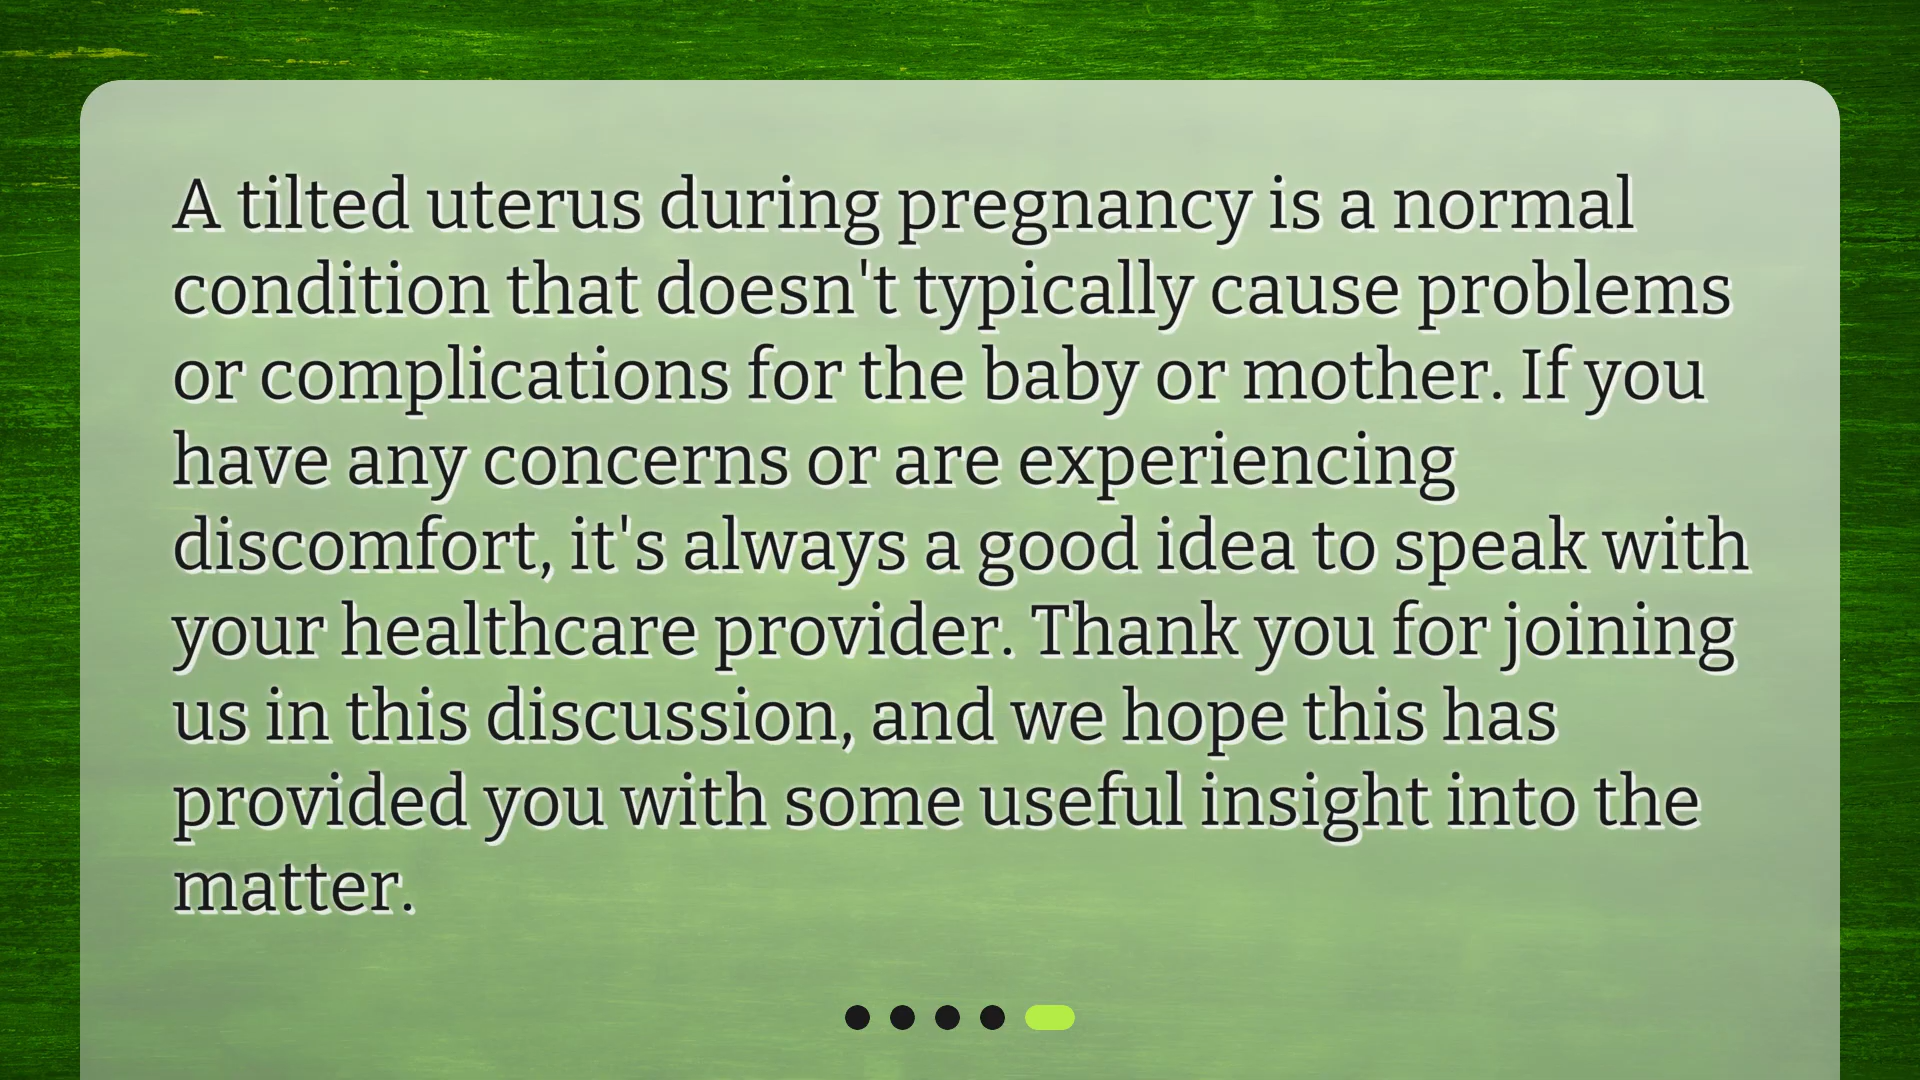 A tilted uterus during pregnancy is a normal
condition that doesn't typically cause problems
or complications for the baby or mother. If you
have any concerns or are experiencing
discomfort, it's always a good idea to speak with
your healthcare provider. Thank you for joining
us in this discussion, and we hope this has
provided you with some useful insight into the
matter.